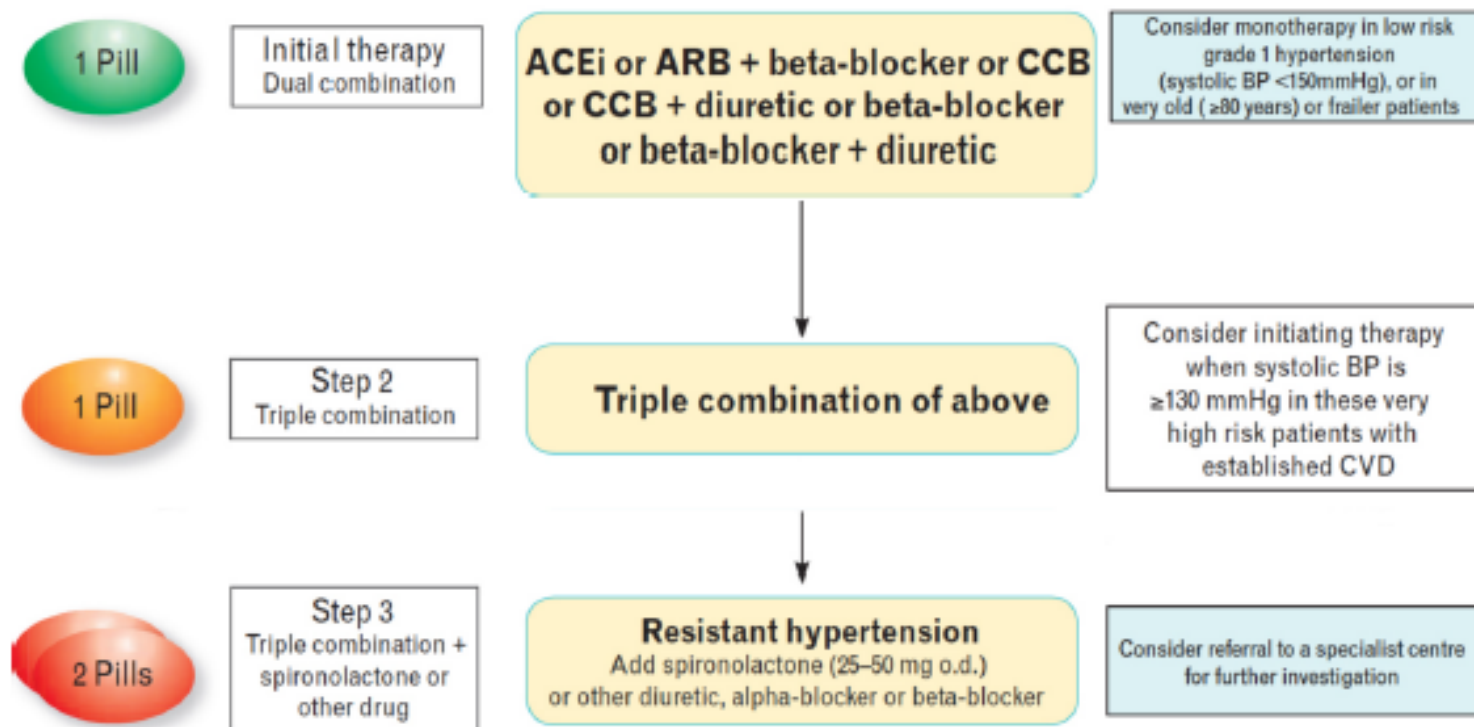 1 Pill
Initial therapy
Dual combination
ACEi or ARB + beta-blocker or CCB
or CCB + diuretic or beta-blocker
or beta-blocker + diuretic
Consider monotherapy in low risk
grade 1 hypertension
(systolic BP <150mmHg), or in
very old ( ≥80 years) or frailer patients
1 Pill
Step 2
Triple combination
Triple combination of above
Consider initiating therapy
when systolic BP is
≥130 mmHg in these very
high risk patients with
established CVD
2 Pills
Step 3
Triple combination +
spironolactone or
other drug
Resistant hypertension
Add spironolactone (25–50 mg o.d.)
or other diuretic, alpha-blocker or beta-blocker
Consider referral to a specialist centre
for further investigation